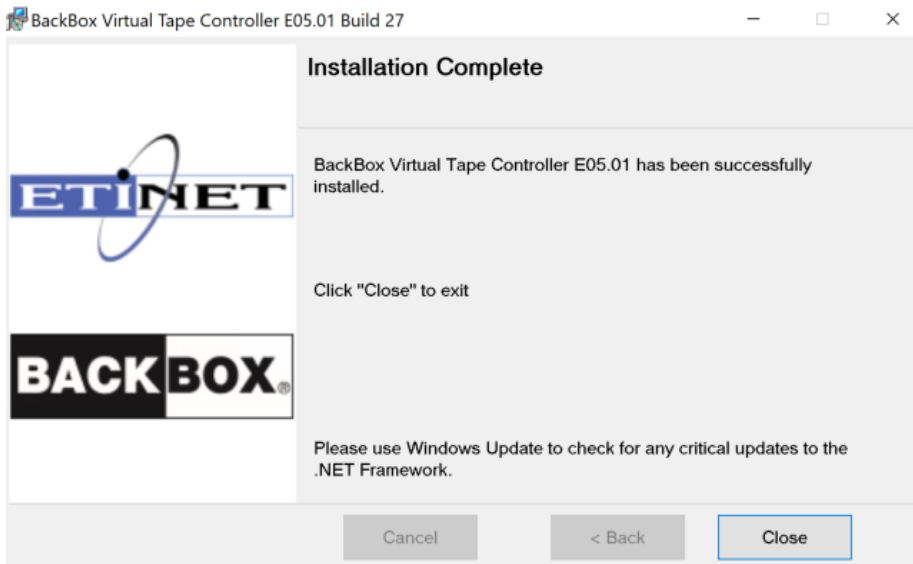 BackBox Virtual Tape Controller E05.01 Build 27
Installation Complete
ETINET
BACKBOX®
BackBox Virtual Tape Controller E05.01 has been successfully
installed.
Click "Close" to exit
Please use Windows Update to check for any critical updates to the
.NET Framework.
Cancel
< Back
Close